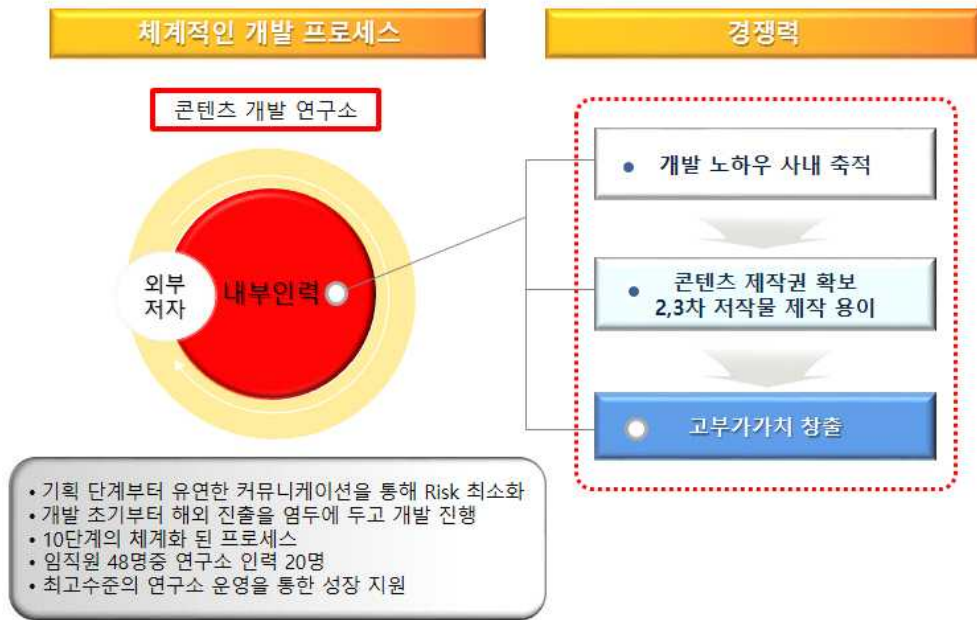 체계적인 개발 프로세스
콘텐츠 개발 연구소
외부
저자
내부인력
• 기획 단계부터 유연한 커뮤니케이션을 통해 Risk 최소화
• 개발 초기부터 해외 진출을 염두에 두고 개발 진행
• 10단계의 체계화 된 프로세스
• 임직원 48명중 연구소 인력 20명
• 최고수준의 연구소 운영을 통한 성장 지원
경쟁력
• 개발 노하우 사내 축적
• 콘텐츠 제작권 확보
2,3차 저작물 제작 용이
고부가가치 창출